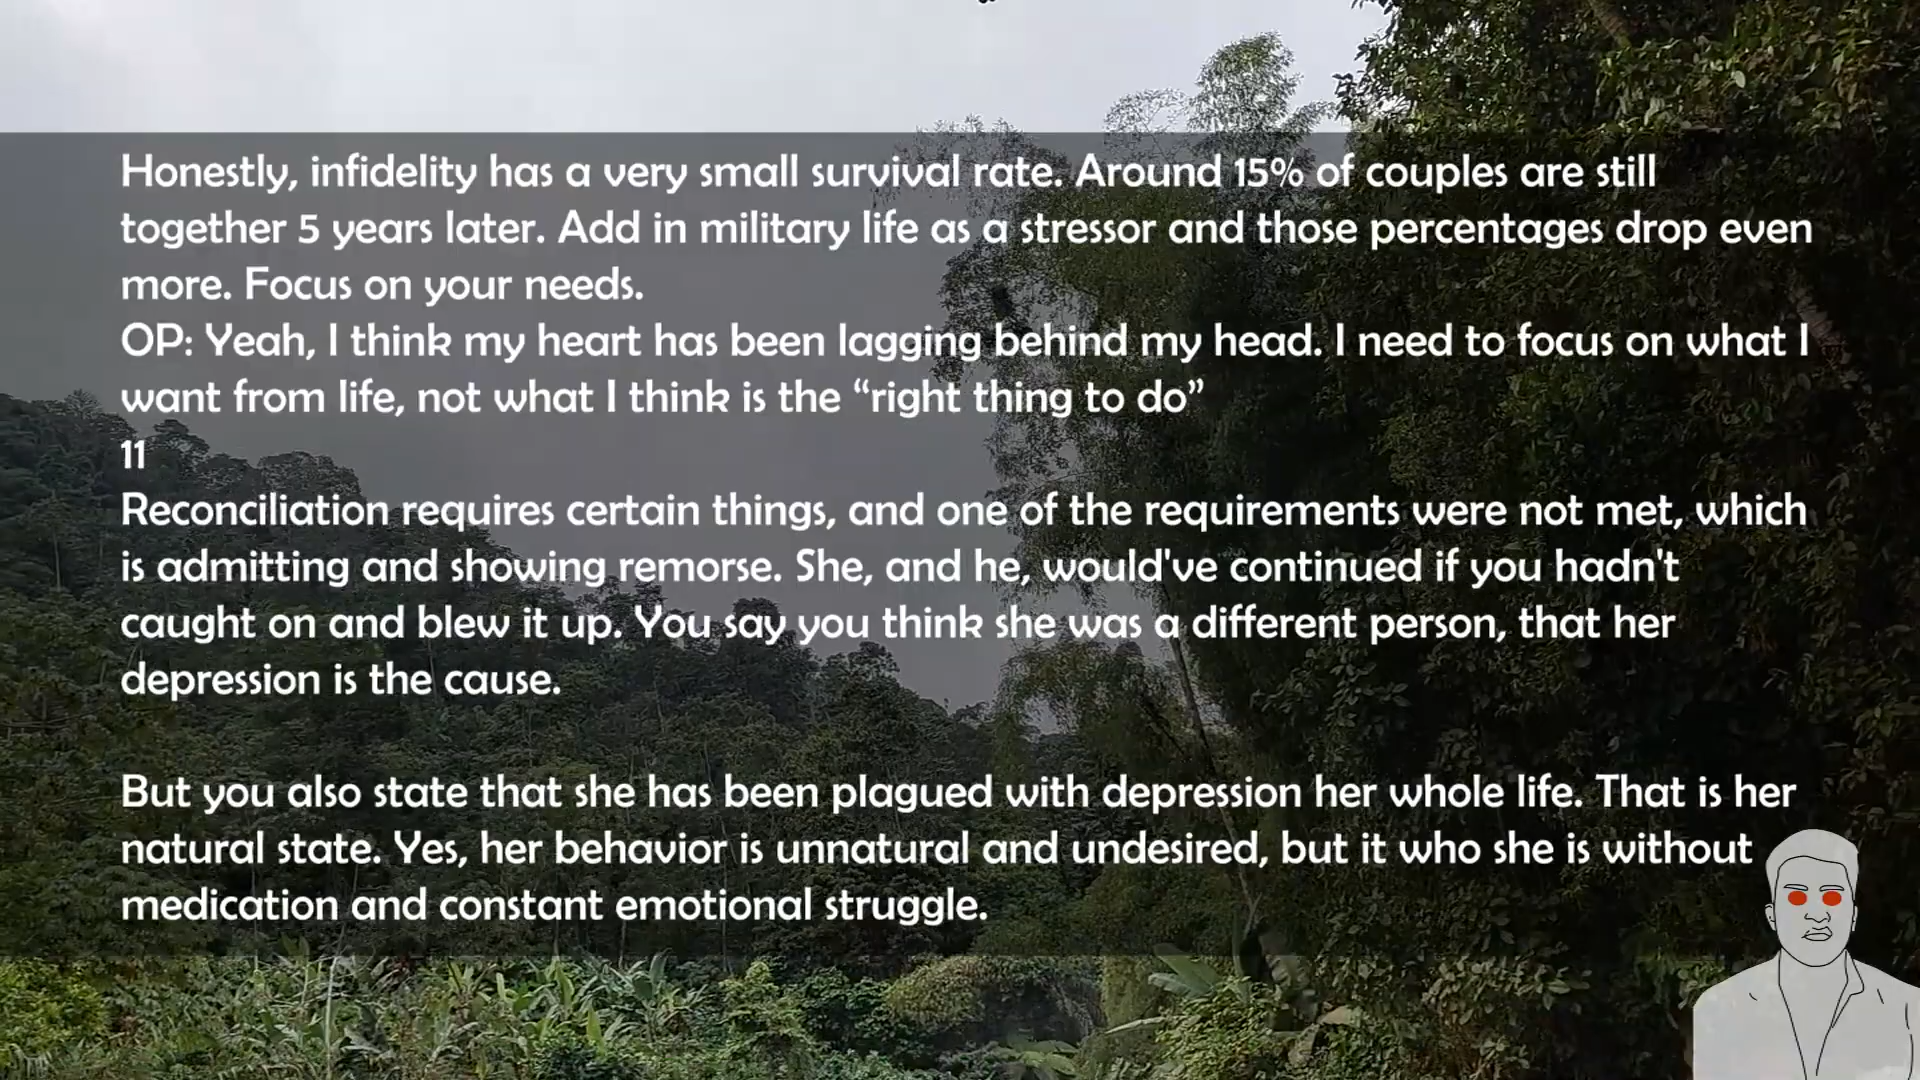 Honestly, infidelity has a very small survival rate. Around 15% of couples are still
together 5 years later. Add in military life as a stressor and those percentages drop even
more. Focus on your needs.
OP: Yeah, I think my heart has been lagging behind my head. I need to focus on what I
want from life, not what I think is the “right thing to do”
11
Reconciliation requires certain things, and one of the requirements were not met, which
is admitting and showing remorse. She, and he, would've continued if you hadn't
caught on and blew it up. You say you think she was a different person, that her
depression is the cause.
But you also state that she has been plagued with depression her whole life. That is her
natural state. Yes, her behavior is unnatural and undesired, but it who she is without
medication and constant emotional struggle.